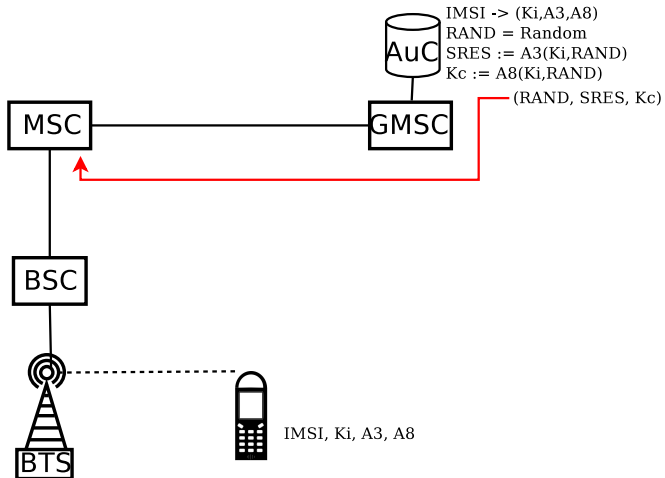 IMSI -> (Ki,A3,A8)
RAND = Random
SRES := A3(Ki,RAND)
Kc := A8(Ki,RAND)
AuC
(RAND, SRES, Kc)
MSC
GMSC
BSC
IMSI, Ki, A3, A8
BTS